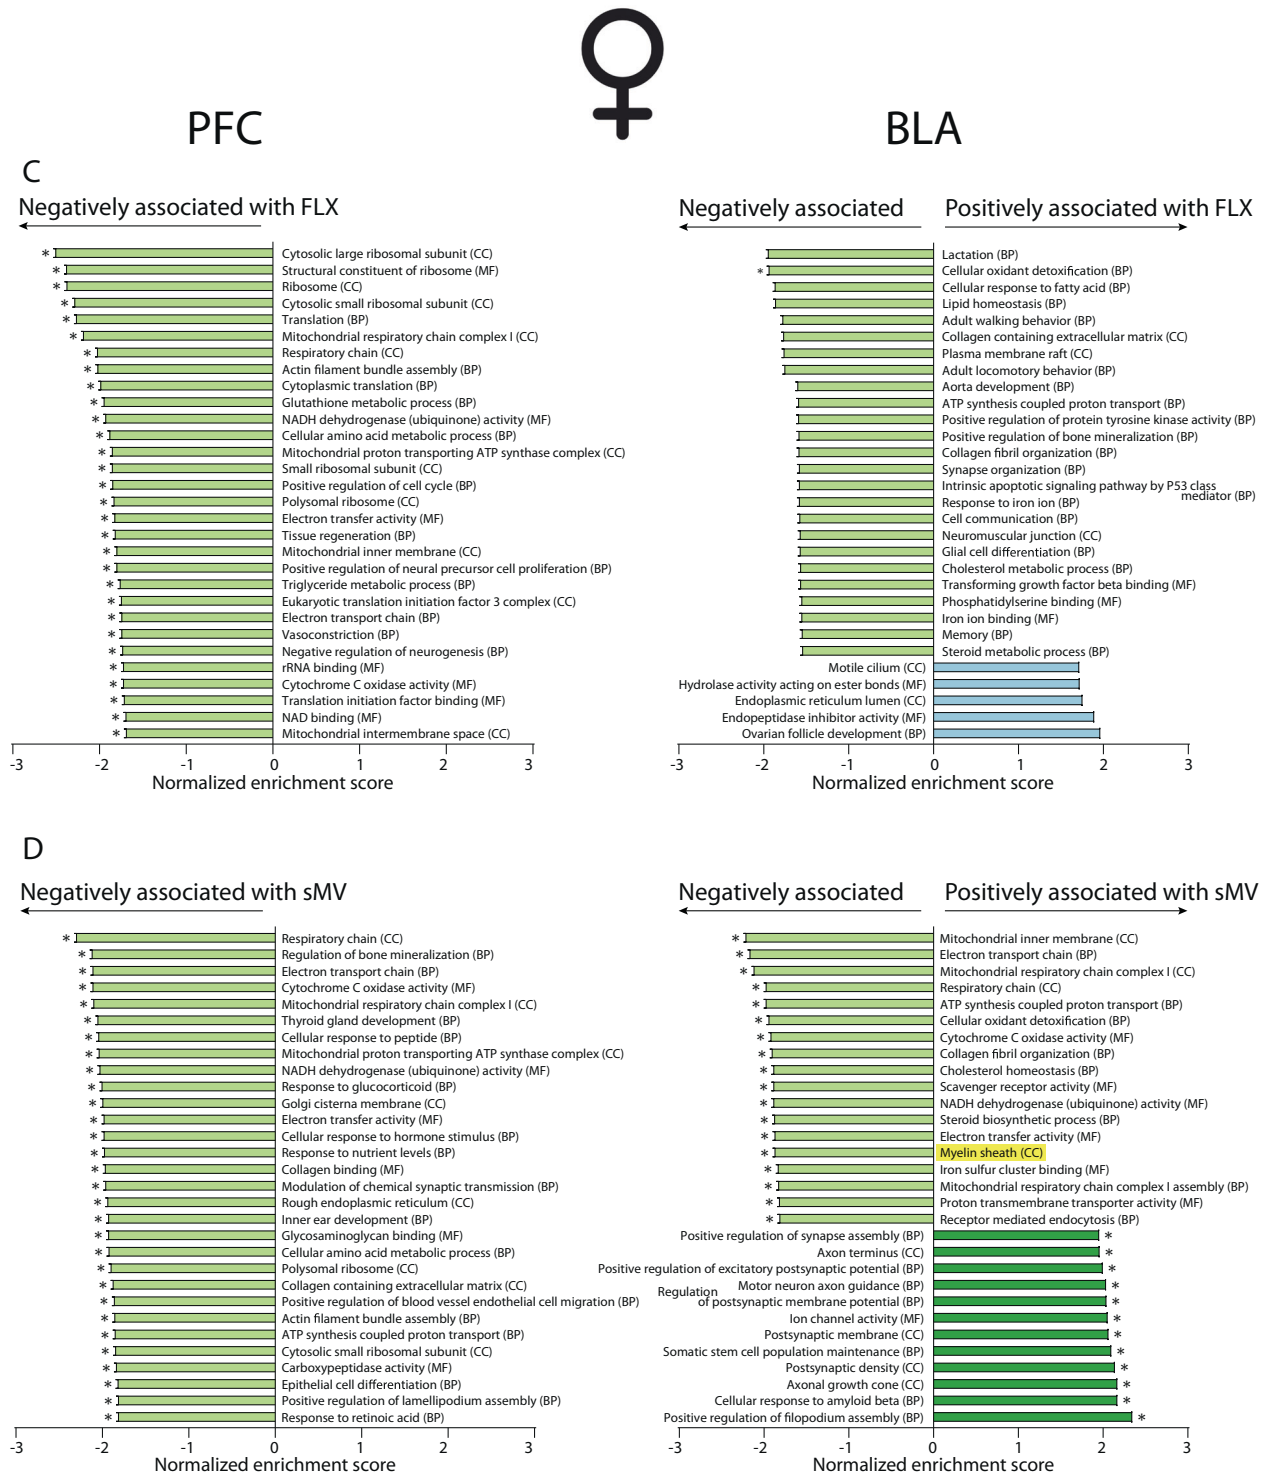 PFC
BLA
C
Negatively associated with FLX
* Cytosolic large ribosomal subunit (CC)
* Structural constituent of ribosome (MF)
* Ribosome (CC)
* Cytosolic small ribosomal subunit (CC)
* Translation (BP)
* Mitochondrial respiratory chain complex I (CC)
* Respiratory chain (CC)
* Actin filament bundle assembly (BP)
* Cytoplasmic translation (BP)
* Glutathione metabolic process (BP)
* NADH dehydrogenase (ubiquinone) activity (MF)
* Cellular amino acid metabolic process (BP)
* Mitochondrial proton transporting ATP synthase complex (CC)
* Small ribosomal subunit (CC)
* Positive regulation of cell cycle (BP)
* Polysomal ribosome (CC)
* Electron transfer activity (MF)
* Tissue regeneration (BP)
* Mitochondrial inner membrane (CC)
* Positive regulation of neural precursor cell proliferation (BP)
* Triglyceride metabolic process (BP)
* Eukaryotic translation initiation factor 3 complex (CC)
* Electron transport chain (BP)
* Vasoconstriction (BP)
* Negative regulation of neurogenesis (BP)
* rRNA binding (MF)
* Cytochrome C oxidase activity (MF)
* Translation initiation factor binding (MF)
* NAD binding (MF)
* Mitochondrial intermembrane space (CC)
-3 -2 -1 0 1 2 3
Normalized enrichment score
Negatively associated Positively associated with FLX
Lactation (BP)
* Cellular oxidant detoxification (BP)
Cellular response to fatty acid (BP)
Lipid homeostasis (BP)
Adult walking behavior (BP)
Collagen containing extracellular matrix (CC)
Plasma membrane raft (CC)
Adult locomotory behavior (BP)
Aorta development (BP)
ATP synthesis coupled proton transport (BP)
Positive regulation of protein tyrosine kinase activity (BP)
Positive regulation of bone mineralization (BP)
Collagen fibril organization (BP)
Synapse organization (BP)
Intrinsic apoptotic signaling pathway by P53 class
mediator (BP)
Response to iron ion (BP)
Cell communication (BP)
Neuromuscular junction (CC)
Glial cell differentiation (BP)
Cholesterol metabolic process (BP)
Transforming growth factor beta binding (MF)
Phosphatidylserine binding (MF)
Iron ion binding (MF)
Memory (BP)
Steroid metabolic process (BP)
Motile cilium (CC)
Hydrolase activity acting on ester bonds (MF)
Endoplasmic reticulum lumen (CC)
Endopeptidase inhibitor activity (MF)
Ovarian follicle development (BP)
-3 -2 -1 0 1 2 3
Normalized enrichment score
D
Negatively associated with sMV
* Respiratory chain (CC)
* Regulation of bone mineralization (BP)
* Electron transport chain (BP)
* Cytochrome C oxidase activity (MF)
* Mitochondrial respiratory chain complex I (CC)
* Thyroid gland development (BP)
* Cellular response to peptide (BP)
* Mitochondrial proton transporting ATP synthase complex (CC)
* NADH dehydrogenase (ubiquinone) activity (MF)
* Response to glucocorticoid (BP)
* Golgi cisterna membrane (CC)
* Electron transfer activity (MF)
* Cellular response to hormone stimulus (BP)
* Response to nutrient levels (BP)
* Collagen binding (MF)
* Modulation of chemical synaptic transmission (BP)
* Rough endoplasmic reticulum (CC)
* Inner ear development (BP)
* Glycosaminoglycan binding (MF)
* Cellular amino acid metabolic process (BP)
* Polysomal ribosome (CC)
* Collagen containing extracellular matrix (CC)
* Positive regulation of blood vessel endothelial cell migration (BP)
* Actin filament bundle assembly (BP)
* ATP synthesis coupled proton transport (BP)
* Cytosolic small ribosomal subunit (CC)
* Carboxypeptidase activity (MF)
* Epithelial cell differentiation (BP)
* Positive regulation of lamellipodium assembly (BP)
* Response to retinoic acid (BP)
-3 -2 -1 0 1 2 3
Normalized enrichment score
Negatively associated Positively associated with sMV
* Mitochondrial inner membrane (CC)
* Electron transport chain (BP)
* Mitochondrial respiratory chain complex I (CC)
* Respiratory chain (CC)
* ATP synthesis coupled proton transport (BP)
* Cellular oxidant detoxification (BP)
* Cytochrome C oxidase activity (MF)
* Collagen fibril organization (BP)
* Cholesterol homeostasis (BP)
* Scavenger receptor activity (MF)
* NADH dehydrogenase (ubiquinone) activity (MF)
* Steroid biosynthetic process (BP)
* Electron transfer activity (MF)
* Myelin sheath (CC)
* Iron sulfur cluster binding (MF)
* Mitochondrial respiratory chain complex I assembly (BP)
* Proton transmembrane transporter activity (MF)
* Receptor mediated endocytosis (BP)
Positive regulation of synapse assembly (BP) *
Axon terminus (CC) *
Positive regulation of excitatory postsynaptic potential (BP) *
Motor neuron axon guidance (BP) *
Regulation
of postsynaptic membrane potential (BP) *
Ion channel activity (MF) *
Postsynaptic membrane (CC) *
Somatic stem cell population maintenance (BP) *
Postsynaptic density (CC) *
Axonal growth cone (CC) *
Cellular response to amyloid beta (BP) *
Positive regulation of filopodium assembly (BP) *
-3 -2 -1 0 1 2 3
Normalized enrichment score